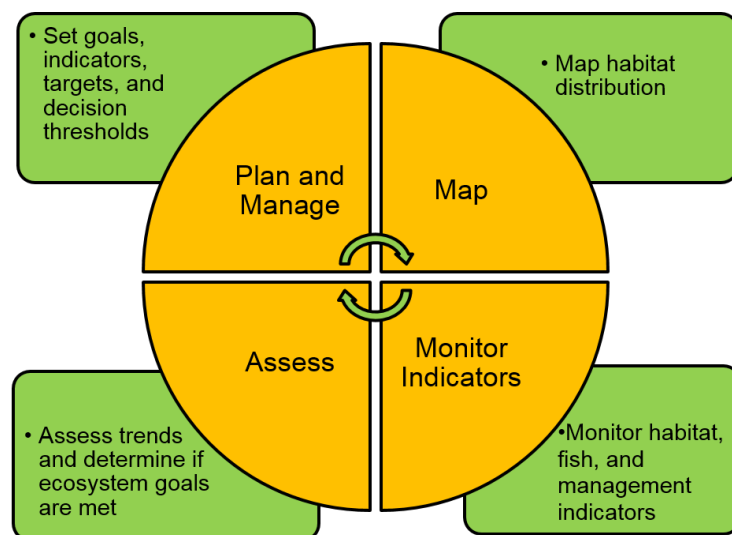 • Set goals,
indicators,
targets, and
decision
thresholds
• Map habitat
distribution
Plan and
Manage
Map
Assess
Monitor
Indicators
• Assess trends
and determine if
ecosystem goals
are met
•Monitor habitat,
fish, and
management
indicators